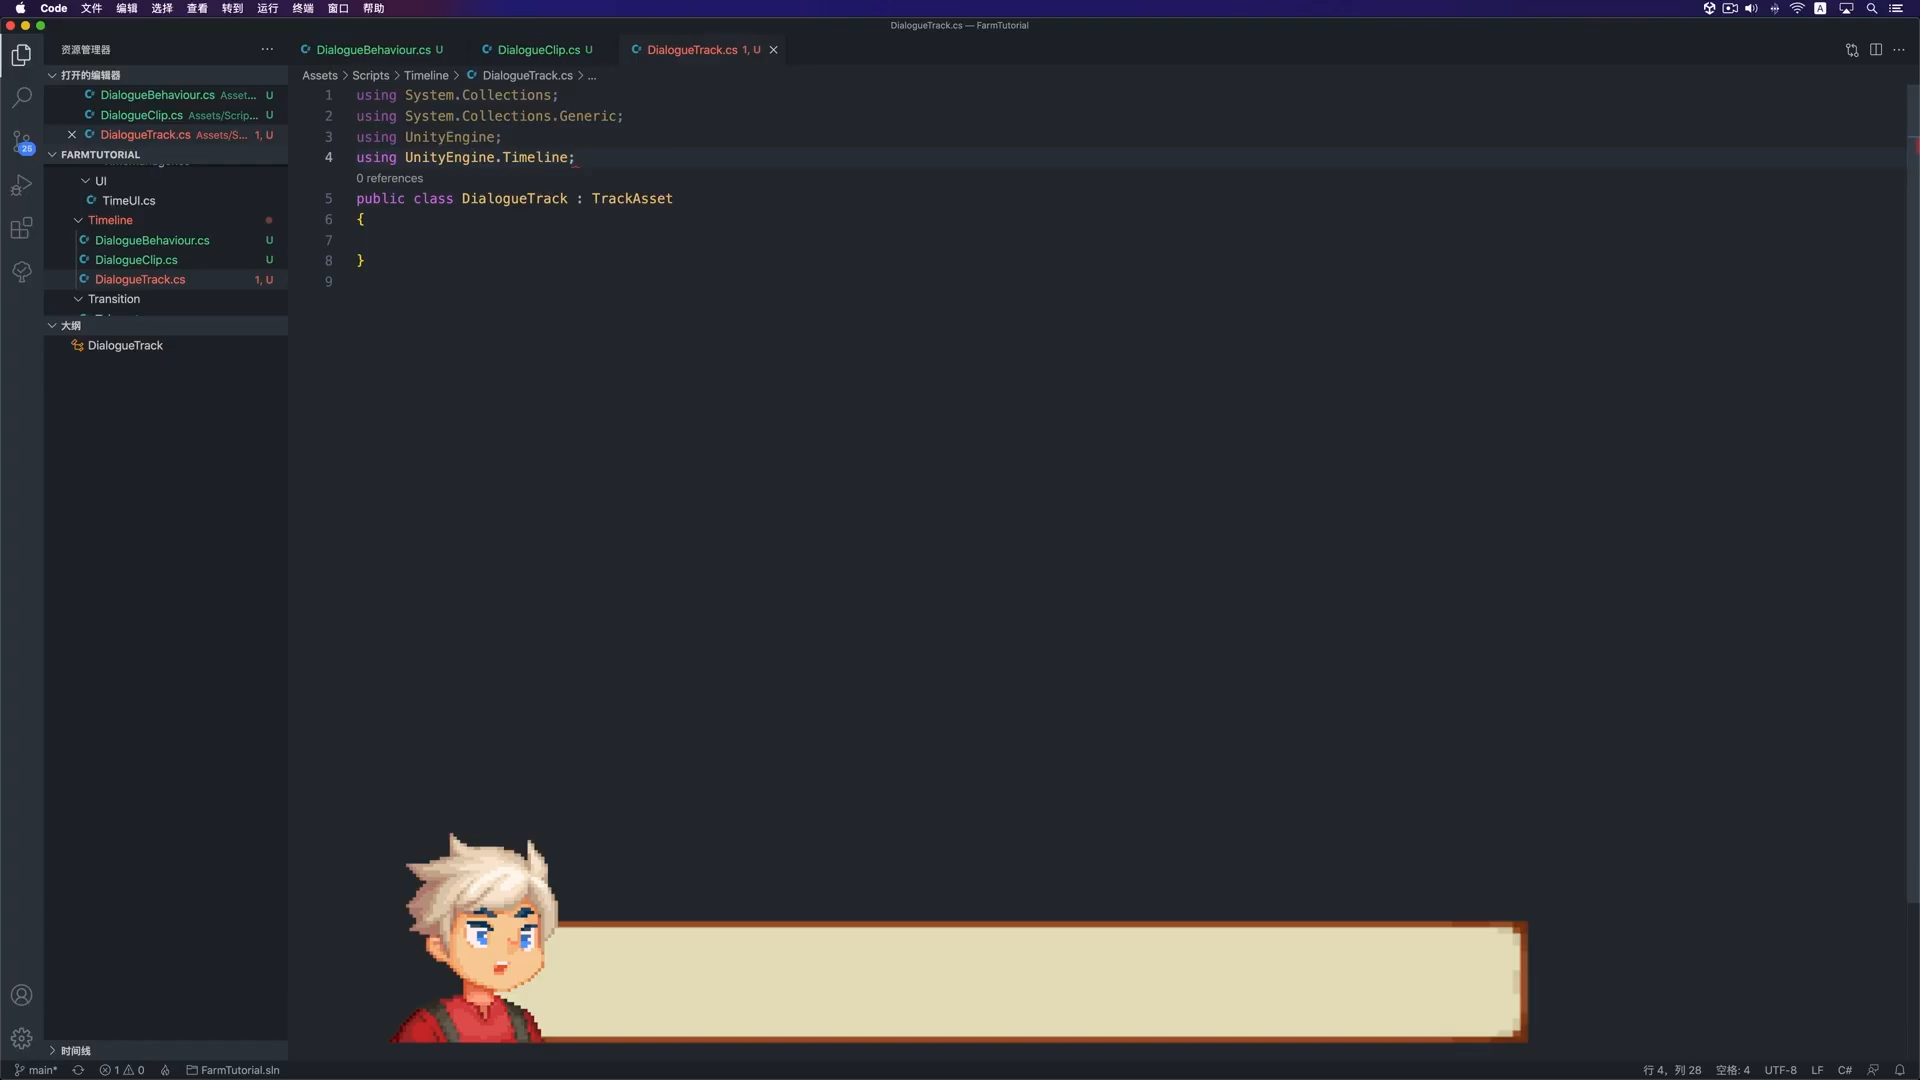 Code 文件 编辑 选择 查看 转到 运行 终端 窗口 帮助
A
DialogueTrack.cs — FarmTutorial
资源管理器
打开的编辑器
DialogueBehaviour.cs Asset... U
DialogueClip.cs Assets/Scrip... U
DialogueTrack.cs Assets/S... 1, U
25
FARMTUTORIAL
UI
TimeUI.cs
Timeline
DialogueBehaviour.cs U
DialogueClip.cs U
DialogueTrack.cs 1, U
Transition
大纲
DialogueTrack
时间线
DialogueBehaviour.cs U DialogueClip.cs U DialogueTrack.cs 1, U
Assets > Scripts > Timeline > DialogueTrack.cs > ...
1 using System.Collections;
2 using System.Collections.Generic;
3 using UnityEngine;
4 using UnityEngine.Timeline;
0 references
5 public class DialogueTrack : TrackAsset
6 {
7
8 }
9
main* 1 0 FarmTutorial.sln
行 4, 列 28 空格: 4 UTF-8 LF C#